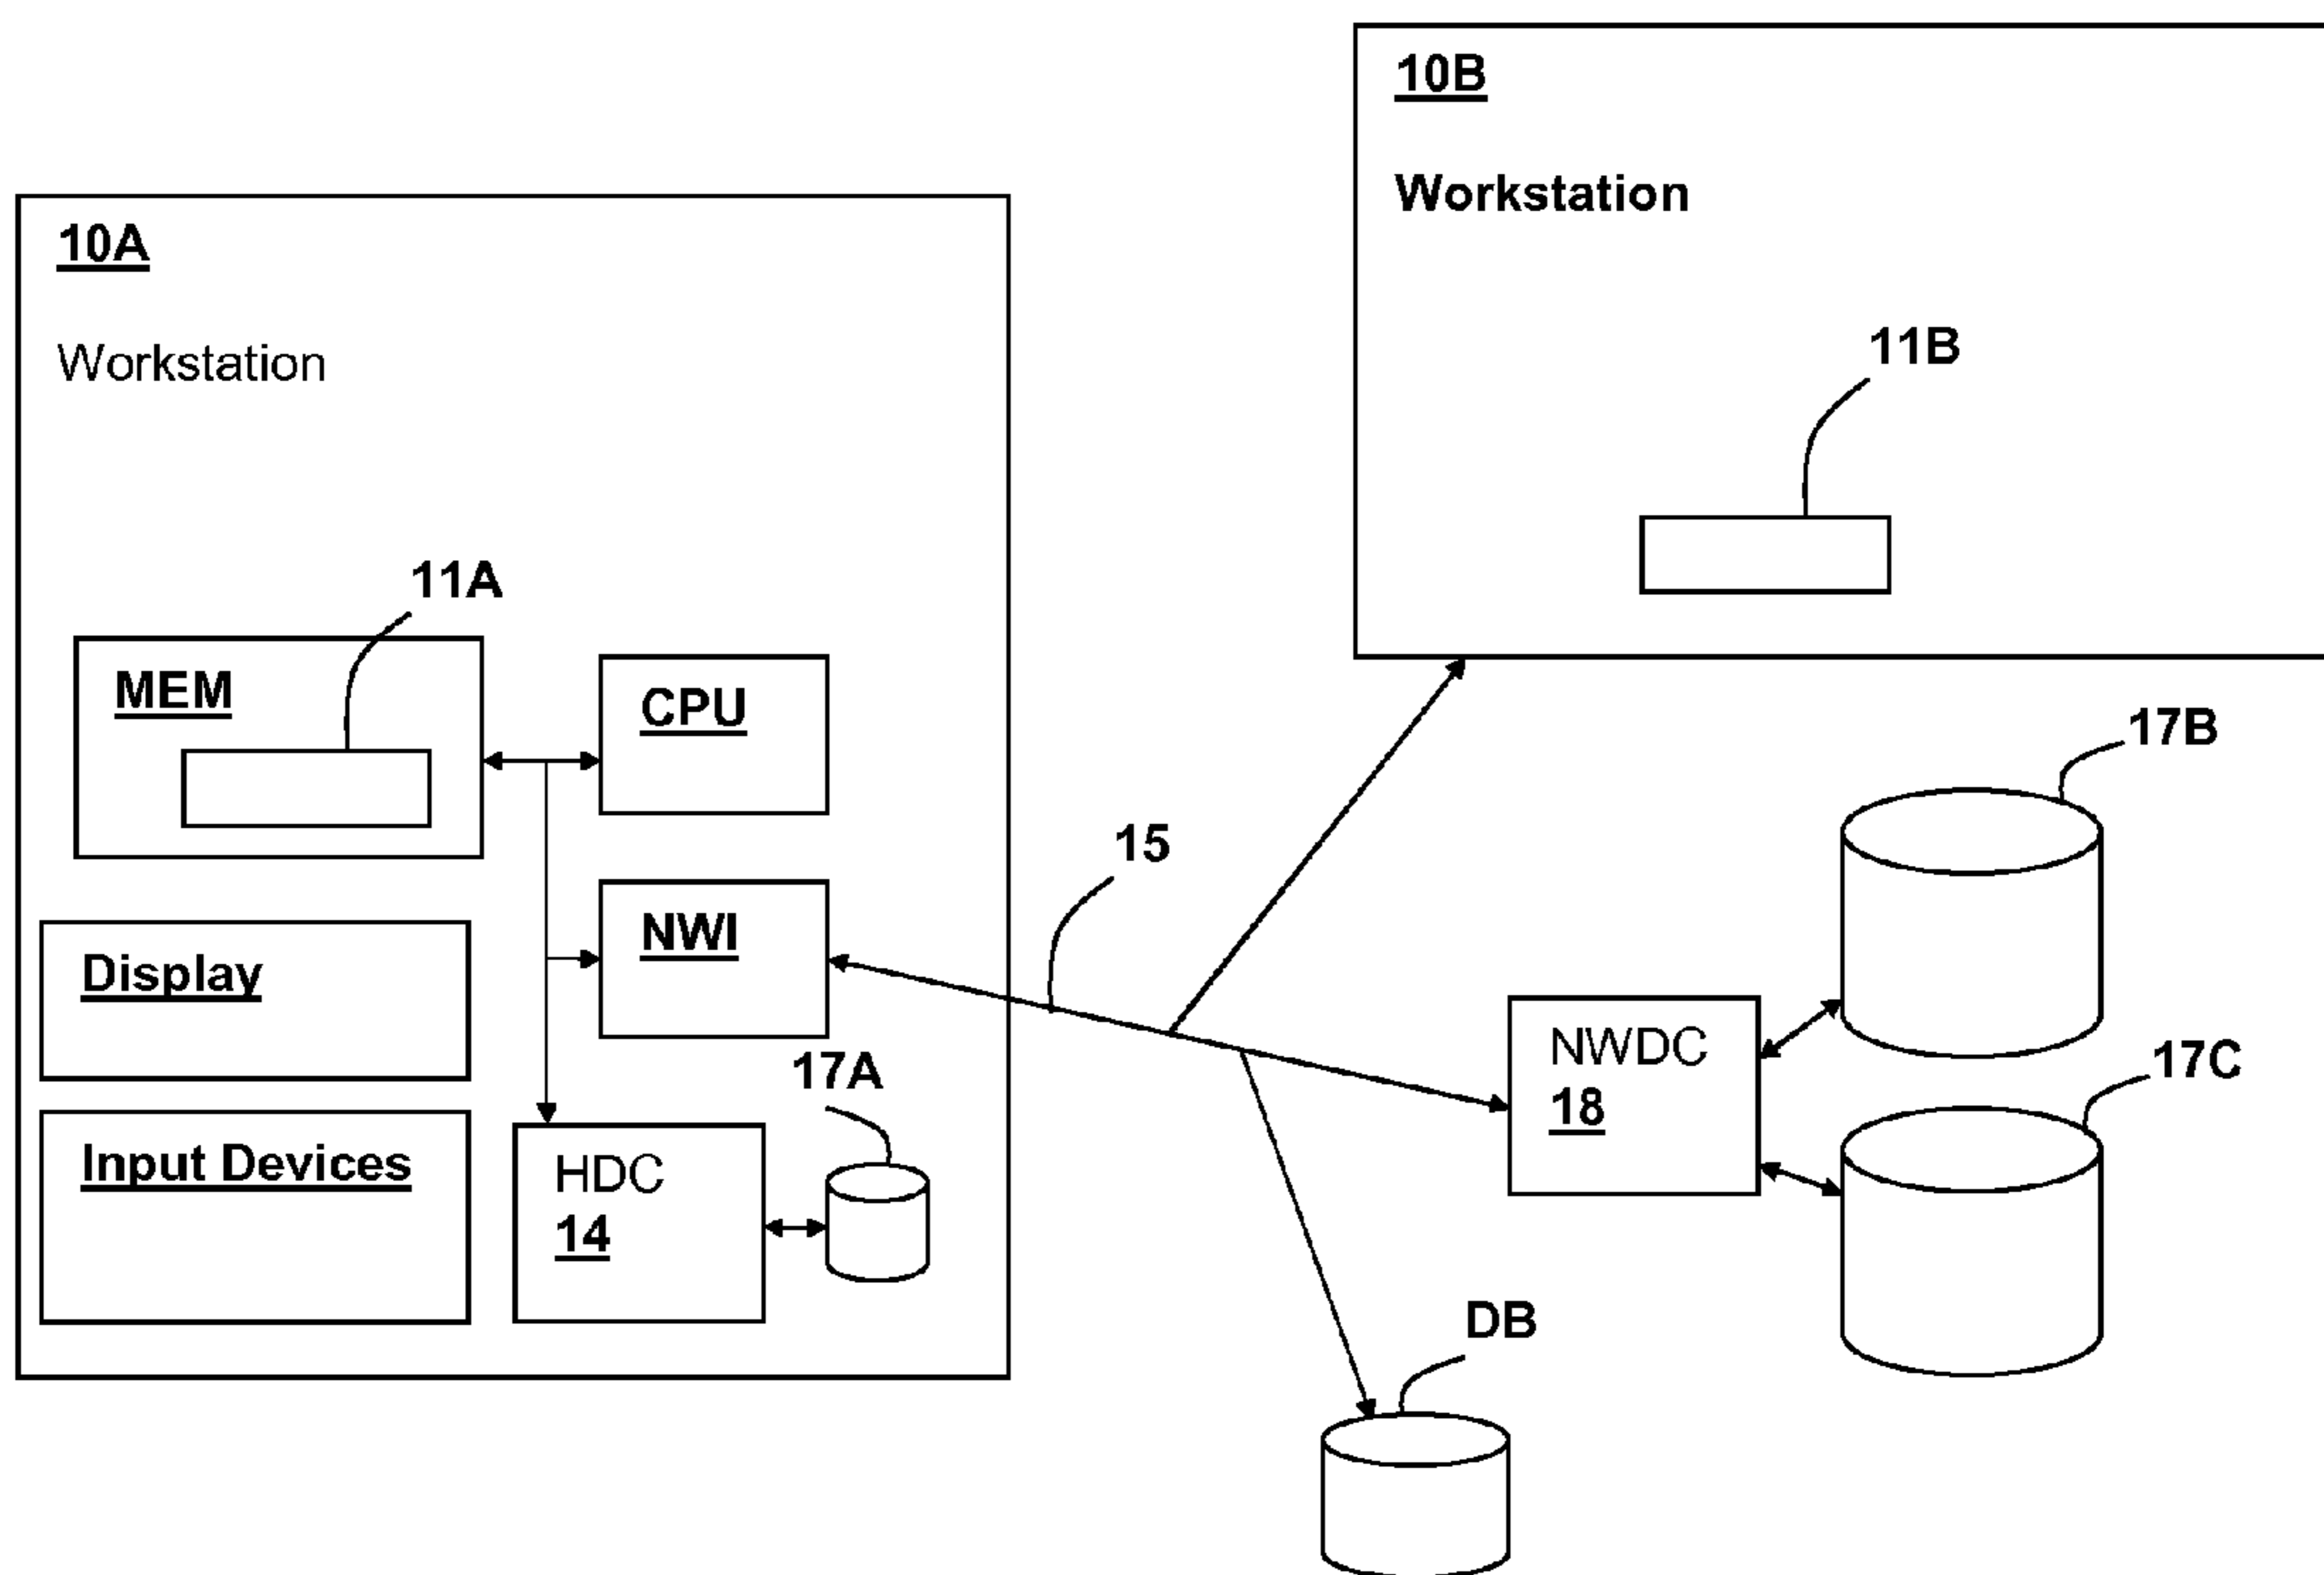 10B
Workstation
11B
10A
Workstation
11A
MEM
CPU
NWI
Display
Input Devices
HDC
14
17A
15
17B
NWDC
18
17C
DB